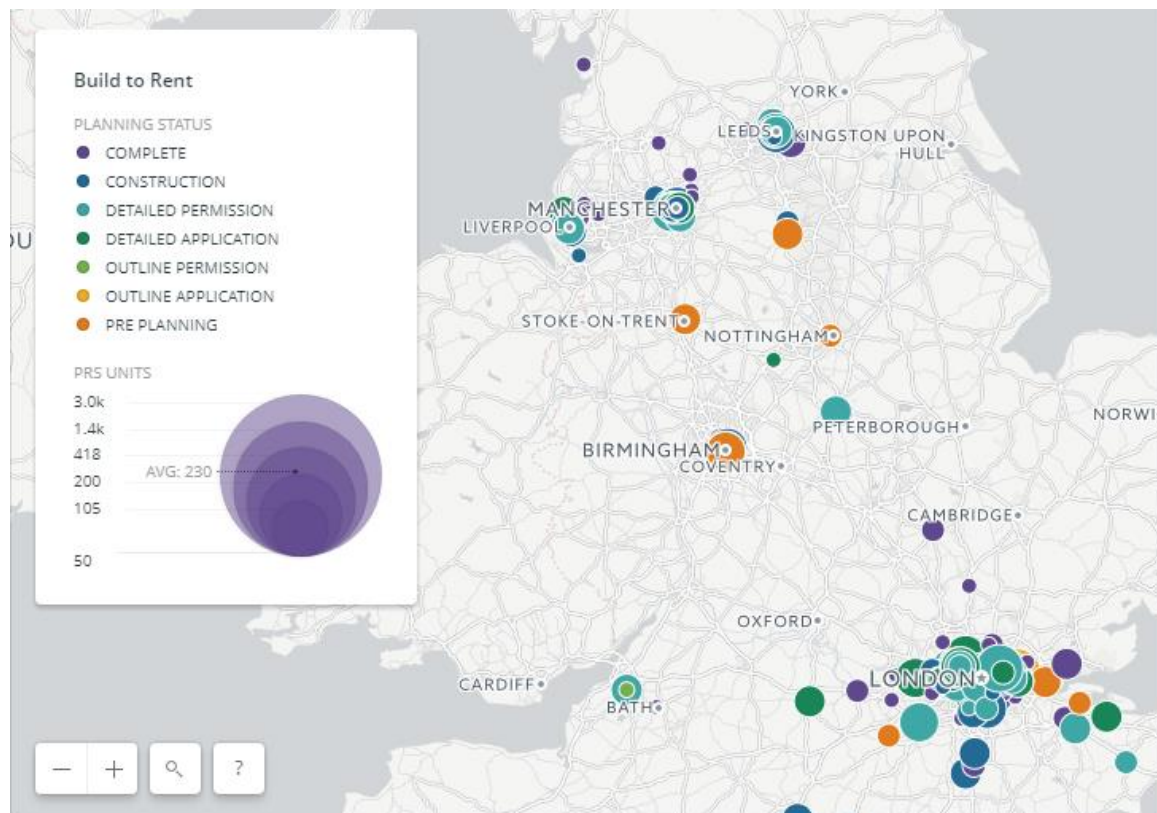 Build to Rent
PLANNING STATUS
COMPLETE
CONSTRUCTION
DETAILED PERMISSION
DETAILED APPLICATION
OUTLINE PERMISSION
OUTLINE APPLICATION
PRE PLANNING
PRS UNITS
3.0k
1.4k
418
AVG: 230
200
105
50
OU
YORK
LEEDS
KINGSTON UPON
HULL
MANCHESTER
LIVERPOOL
STOKE-ON-TRENT
NOTTINGHAM
NORWI
PETERBOROUGH
BIRMINGHAM
COVENTRY
CAMBRIDGE
OXFORD
LONDON
CARDIFF
BATH
− + ?